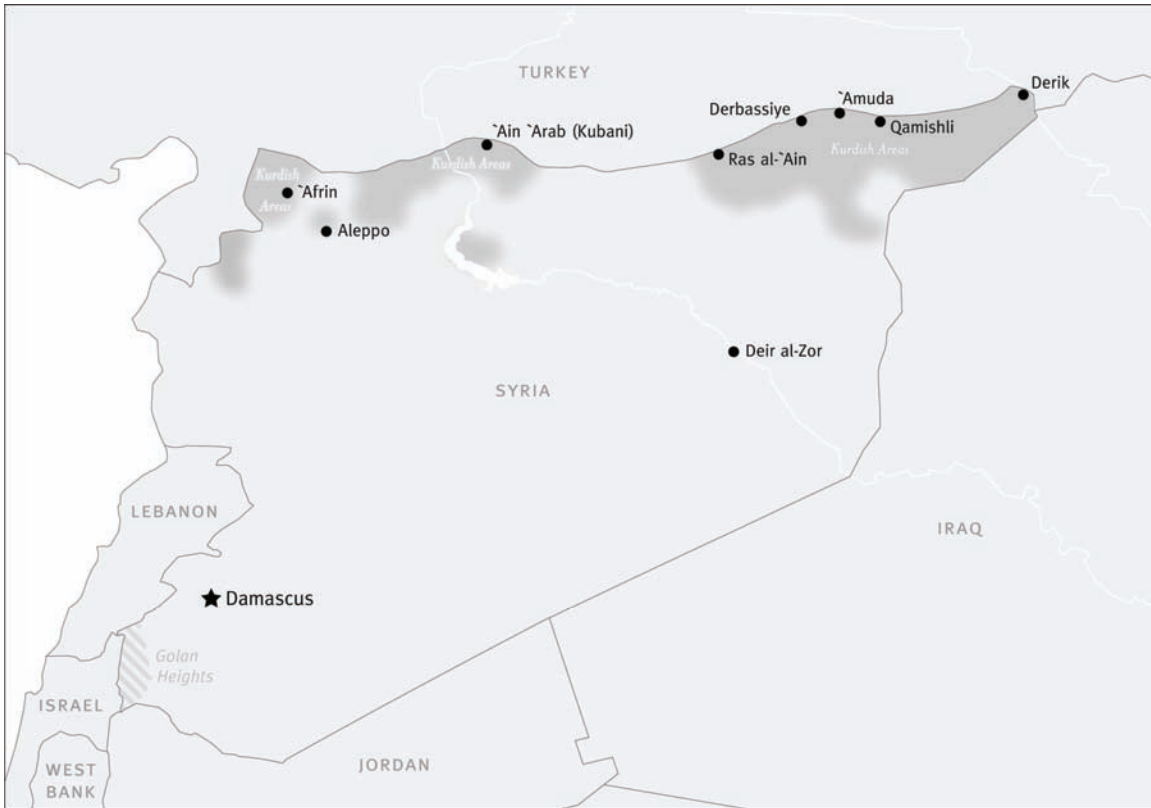 TURKEY
Derik
`Amuda
Derbassiye
Qamishli
`Ain `Arab (Kubani)
Kurdish Areas
Kurdish Areas
Ras al-`Ain
Kurdish
Areas
`Afrin
Aleppo
Deir al-Zor
SYRIA
LEBANON
IRAQ
Damascus
Golan
Heights
ISRAEL
JORDAN
WEST
BANK